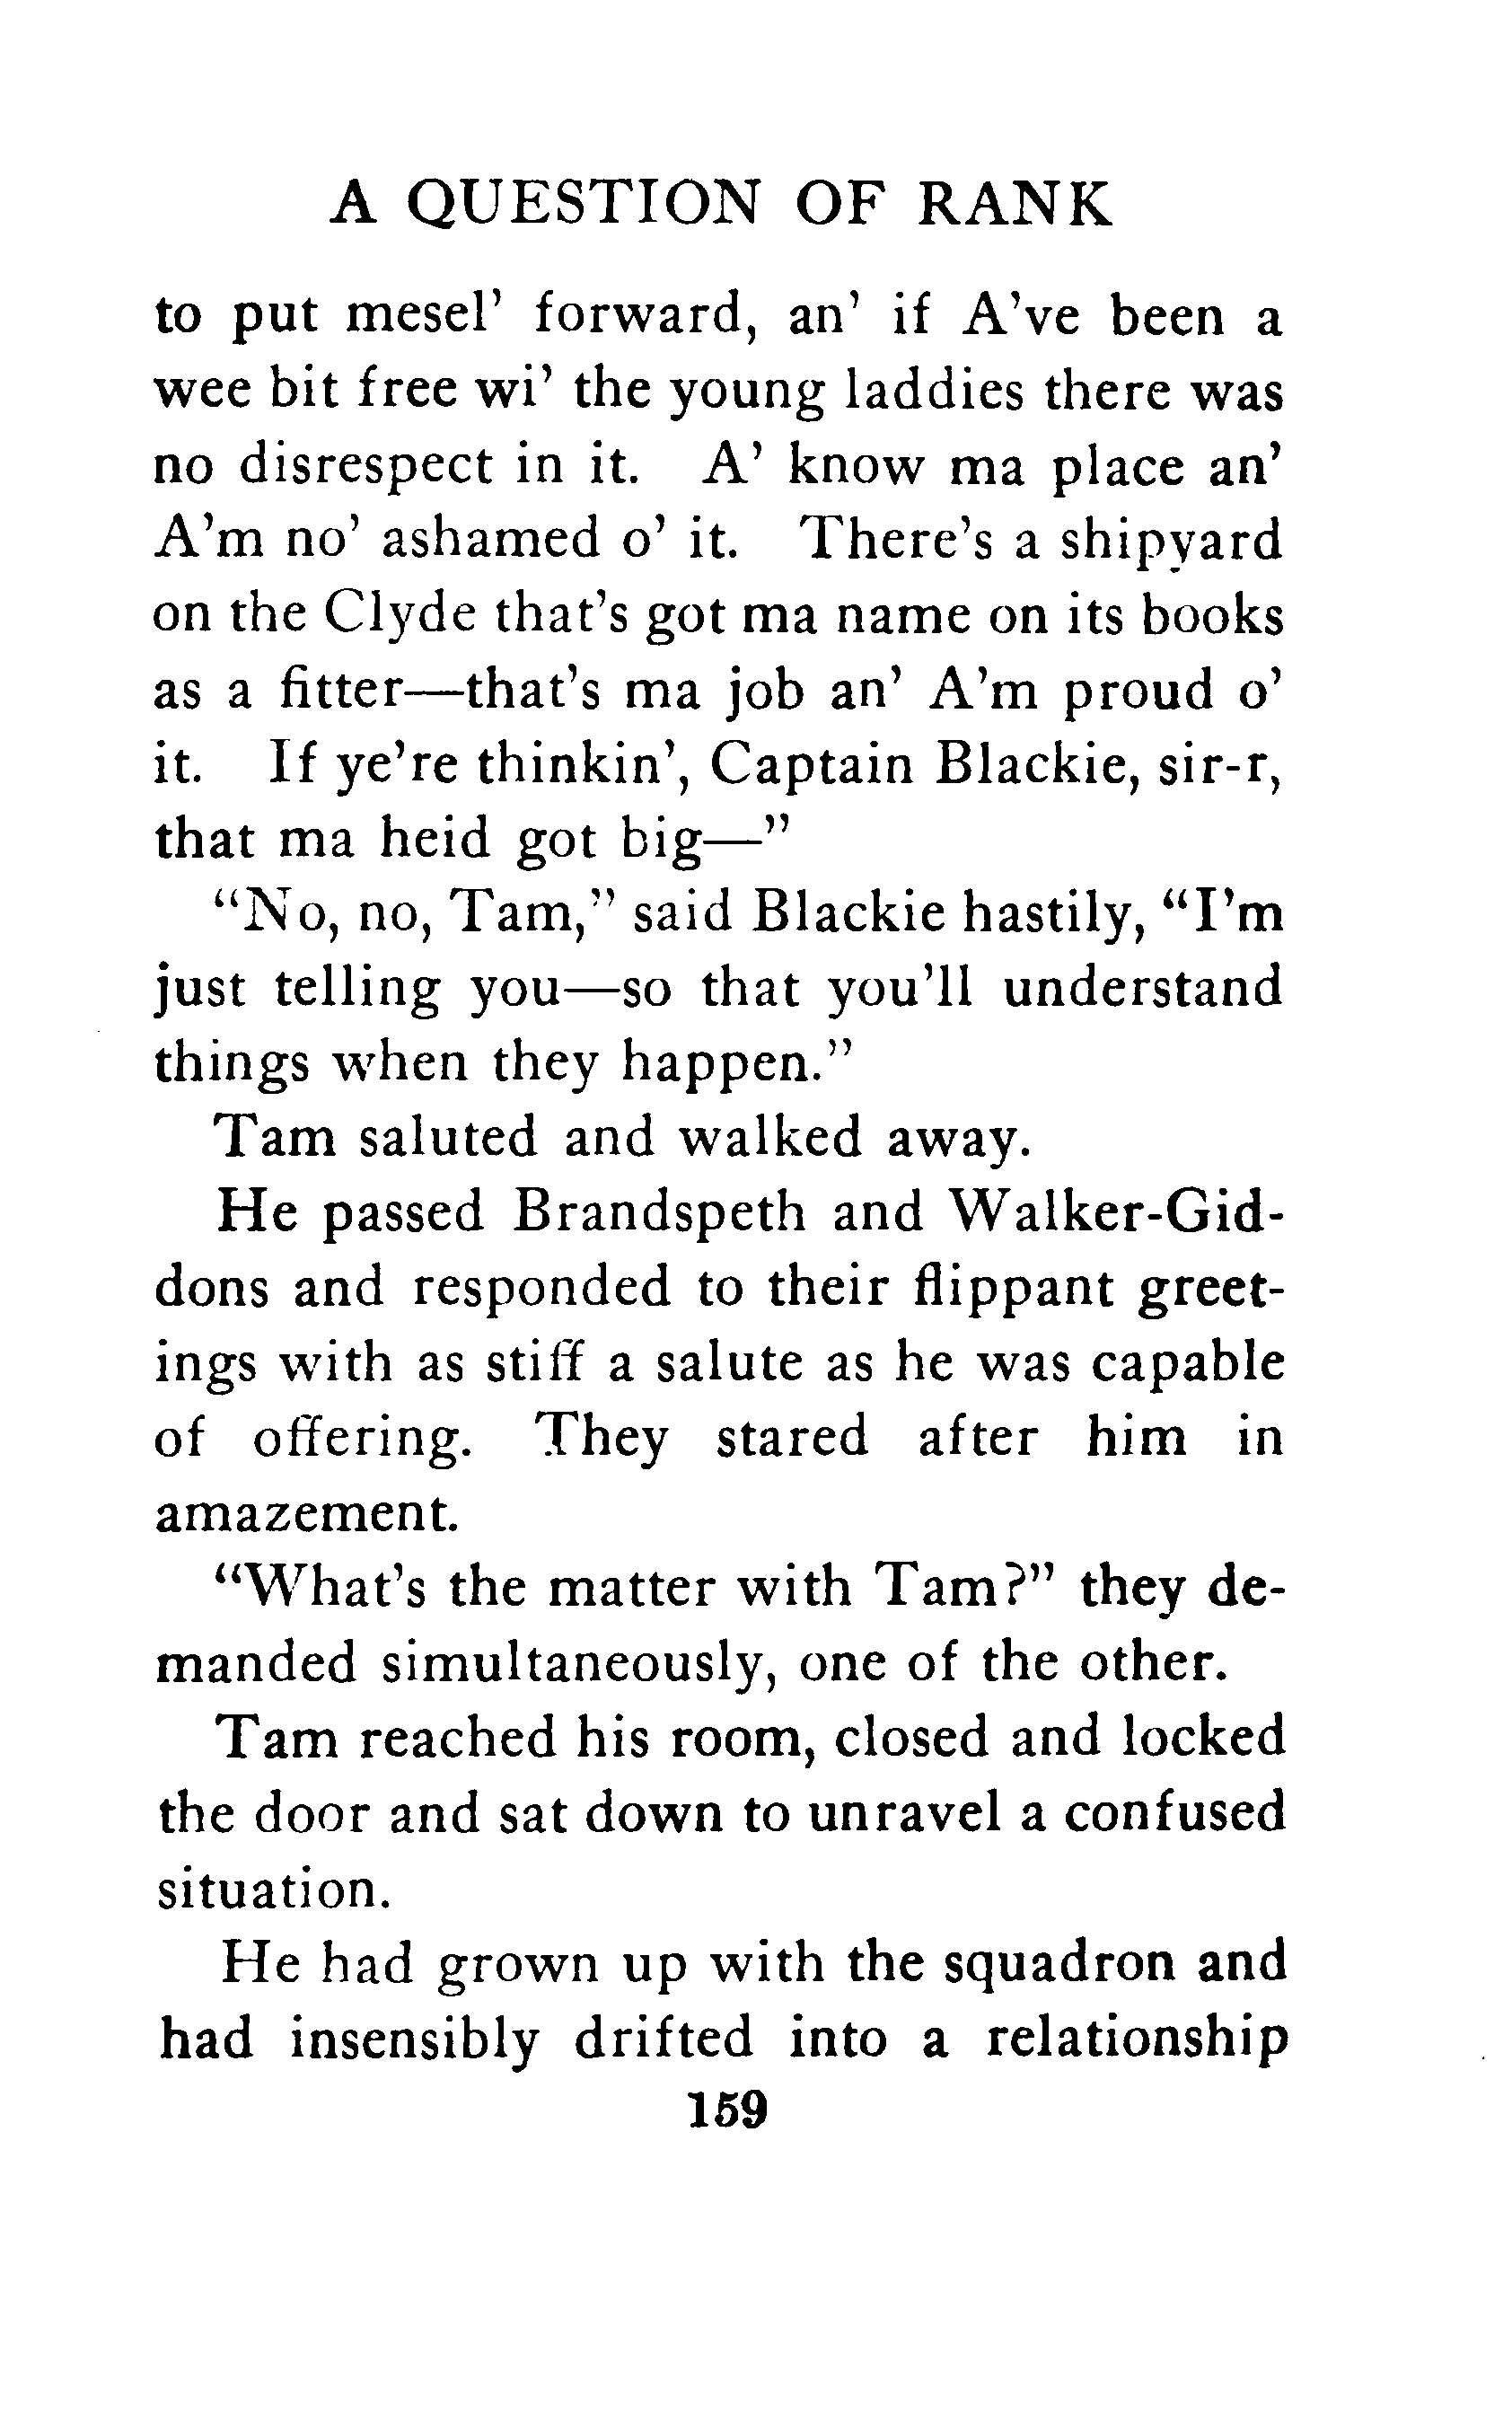 A QUESTION OF RANK
to put mesel' forward, an' if A've been a
wee bit free wi' the young laddies there was
no disrespect in it. A' know ma place an'
A'm no' ashamed o' it. There's a shipyard
on the Clyde that's got ma name on its books
as a fitter—that's ma job an' A'm proud o'
it. If ye're thinkin', Captain Blackie, sir-r,
that ma heid got big—"
"No, no, Tam," said Blackie hastily, "I'm
just telling you—so that you'll understand
things when they happen."
Tam saluted and walked away.
He passed Brandspeth and Walker-Gid-
dons and responded to their flippant greet-
ings with as stiff a salute as he was capable
of offering. They stared after him in
amazement.
"What's the matter with Tam?" they de-
manded simultaneously, one of the other.
Tam reached his room, closed and locked
the door and sat down to unravel a confused
situation.
He had grown up with the squadron and
had insensibly drifted into a relationship
159